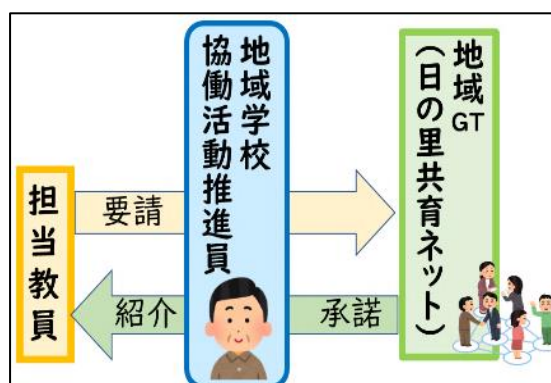 担当教員
要請
紹介
地域学校
協働活動推進員
承諾
地域GT
(日の里共育ネット)